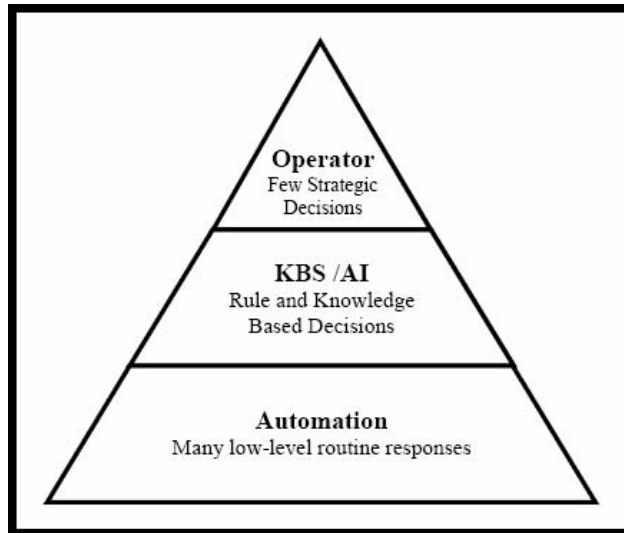 Operator
Few Strategic
Decisions
KBS /AI
Rule and Knowledge
Based Decisions
Automation
Many low-level routine responses